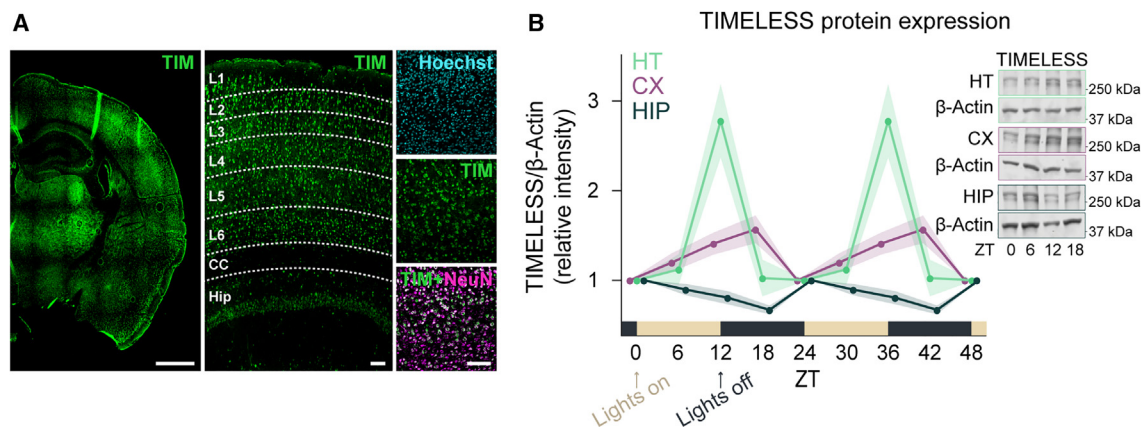 A
TIM
TIM
L1
L2
L3
L4
L5
L6
CC
Hip
Hoechst
TIM
TIM+NeuN
B
TIMELESS protein expression
HT
CX
HIP
TIMELESS/β-Actin
(relative intensity)
3
2
1
0 6 12 18 24 30 36 42 48
ZT
↑ Lights on
↑ Lights off
TIMELESS
HT 250 kDa
β-Actin 37 kDa
CX 250 kDa
β-Actin 37 kDa
HIP 250 kDa
β-Actin 37 kDa
ZT 0 6 12 18